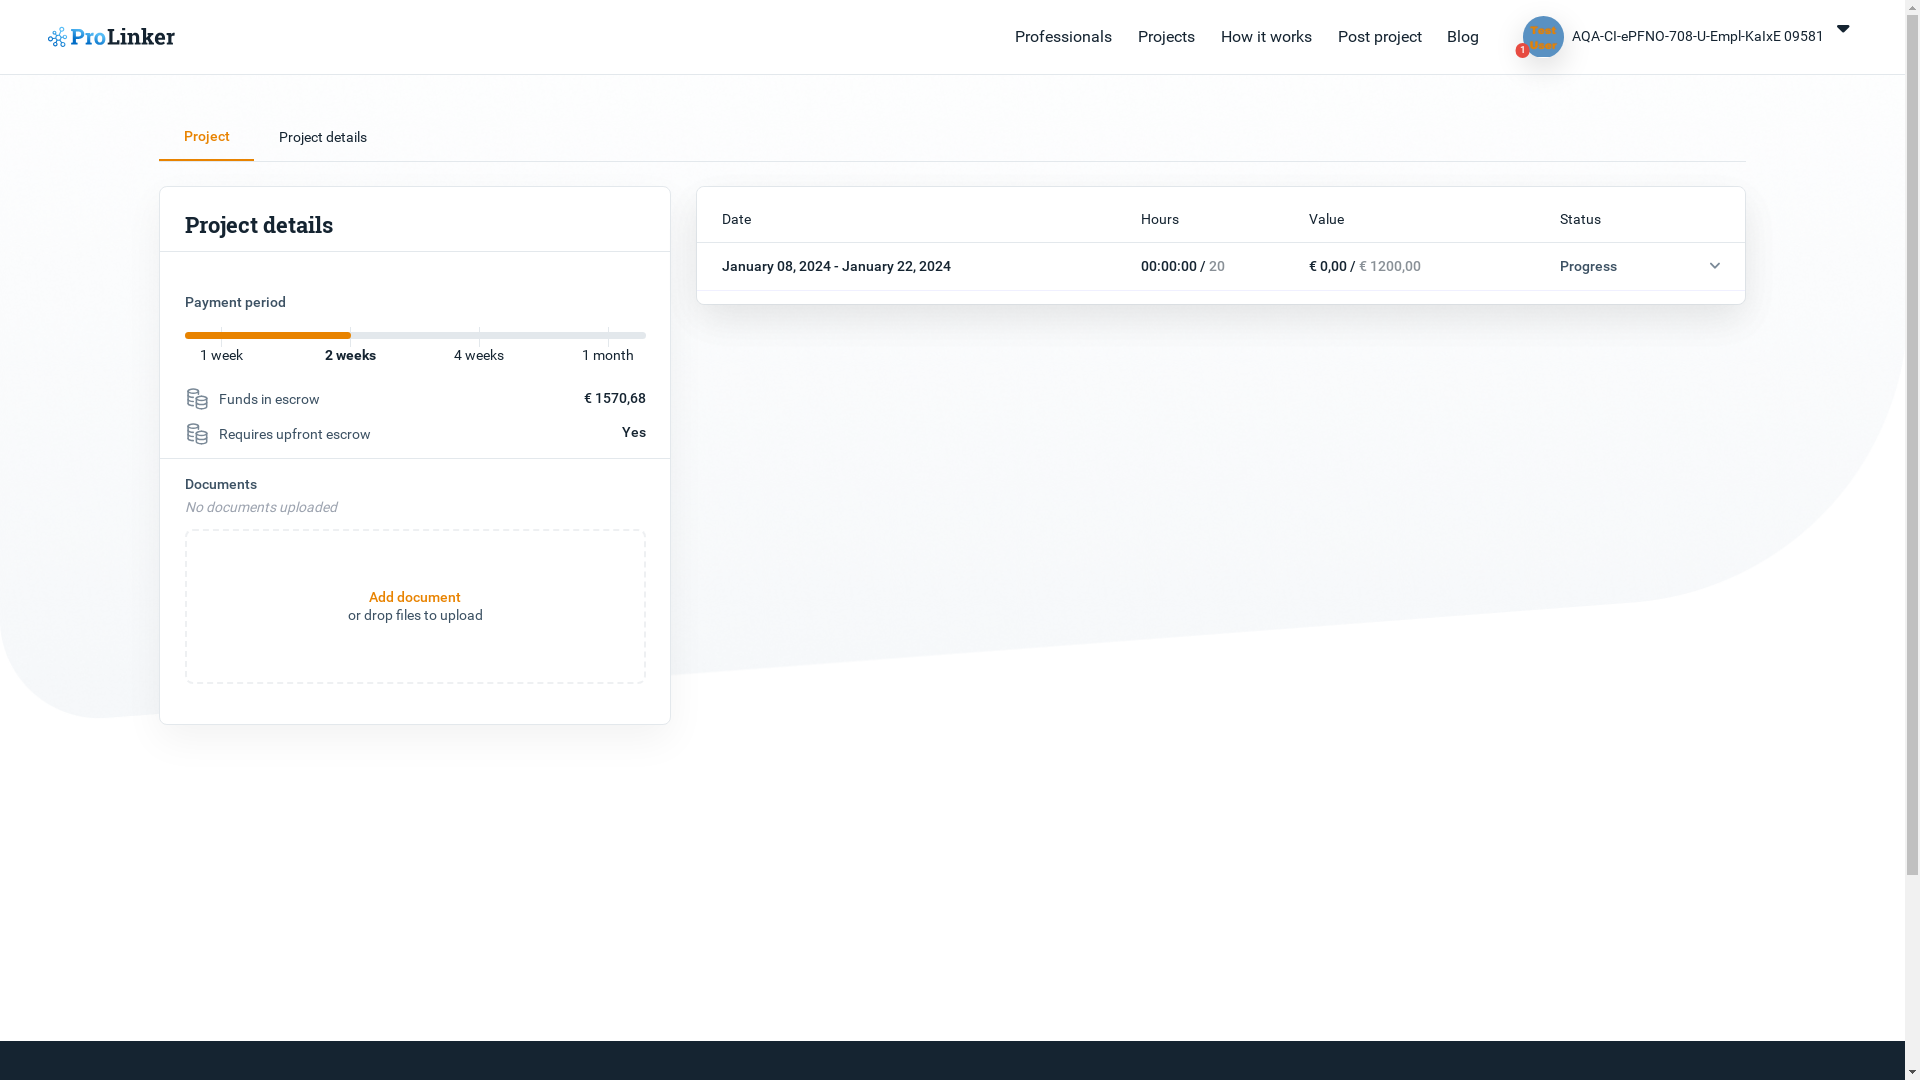 ProLinker
Professionals
Projects
How it works
Post project
Blog
Test
User
1
AQA-CI-ePFNO-708-U-Empl-KaIxE 09581
Project
Project details
Project details
Payment period
1 week
2 weeks
4 weeks
1 month
Funds in escrow
€ 1570,68
Requires upfront escrow
Yes
Documents
No documents uploaded
Add document
or drop files to upload
Date
Hours
Value
Status
January 08, 2024 - January 22, 2024
00:00:00 / 20
€ 0,00 / € 1200,00
Progress